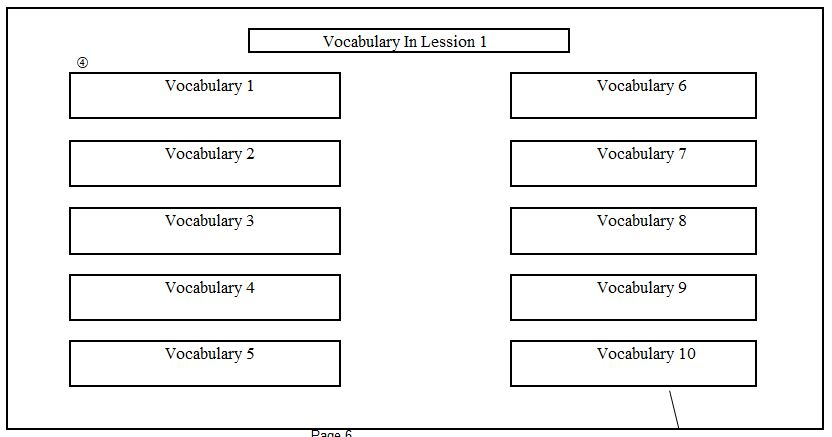 Vocabulary In Lession 1
④
Vocabulary 1
Vocabulary 2
Vocabulary 3
Vocabulary 4
Vocabulary 5
Vocabulary 6
Vocabulary 7
Vocabulary 8
Vocabulary 9
Vocabulary 10
Page 6